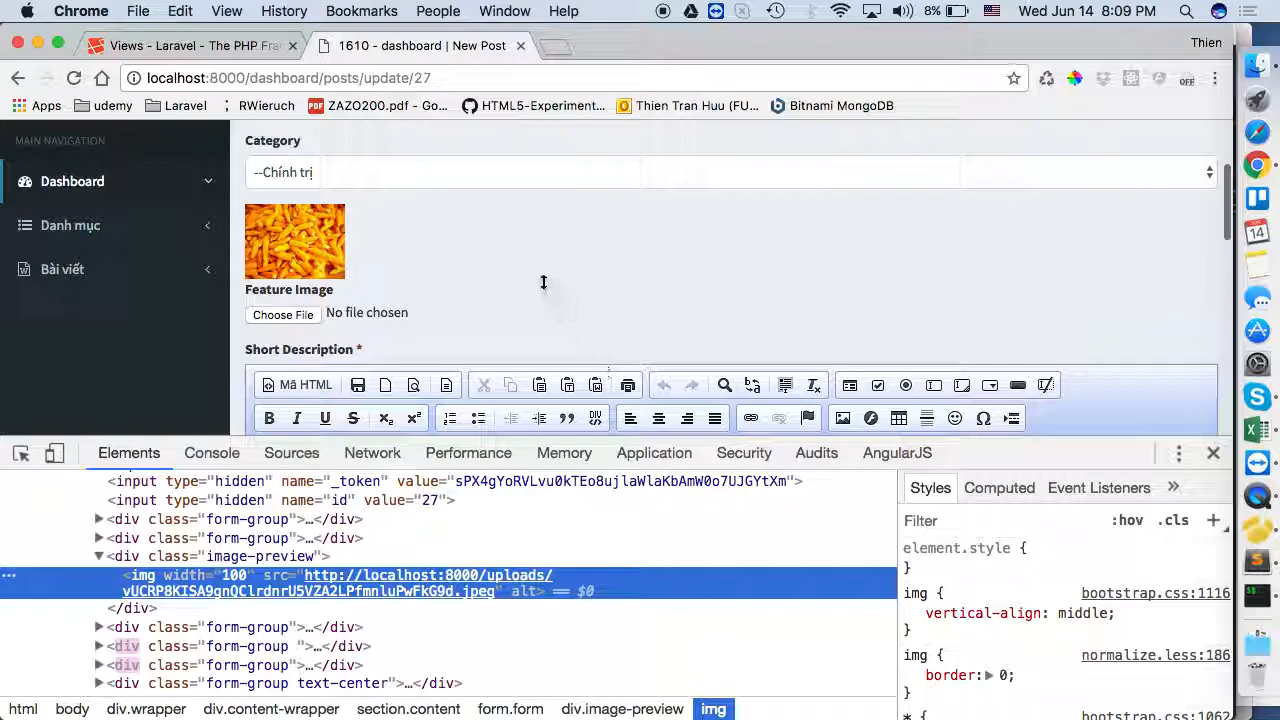 Chrome File Edit View History Bookmarks People Window Help 8% Wed Jun 14 8:09 PM
Views - Laravel - The PHP Fra 1610 - dashboard | New Post Thien
localhost:8000/dashboard/posts/update/27
Apps udemy Laravel RWieruch ZAZO200.pdf - Go... HTML5-Experiment... Thien Tran Huu (FU... Bitnami MongoDB
MAIN NAVIGATION
Dashboard
Danh mục
Bài viết
Category
--Chính trị
Feature Image
Choose File No file chosen
Short Description *
Mã HTML
Elements Console Sources Network Performance Memory Application Security Audits AngularJS
<input type="hidden" name="_token" value="sPX4gYoRVLvu0kTEo8ujlaWlaKbAmW0o7UJGYtXm">
<input type="hidden" name="id" value="27">
<div class="form-group">…</div>
<div class="form-group">…</div>
<div class="image-preview">
<img width="100" src="http://localhost:8000/uploads/
vUCRP8KISA9gnQClrdnrU5VZA2LPfmnluPwFkG9d.jpeg" alt> == $0
</div>
<div class="form-group">…</div>
<div class="form-group ">…</div>
<div class="form-group">…</div>
<div class="form-group text-center">…</div>
html body div.wrapper div.content-wrapper section.content form.form div.image-preview img
Styles Computed Event Listeners
Filter :hov .cls +
element.style {
}
img { bootstrap.css:1116
vertical-align: middle;
}
img { normalize.less:186
border: 0;
}
* { bootstrap.css:1062